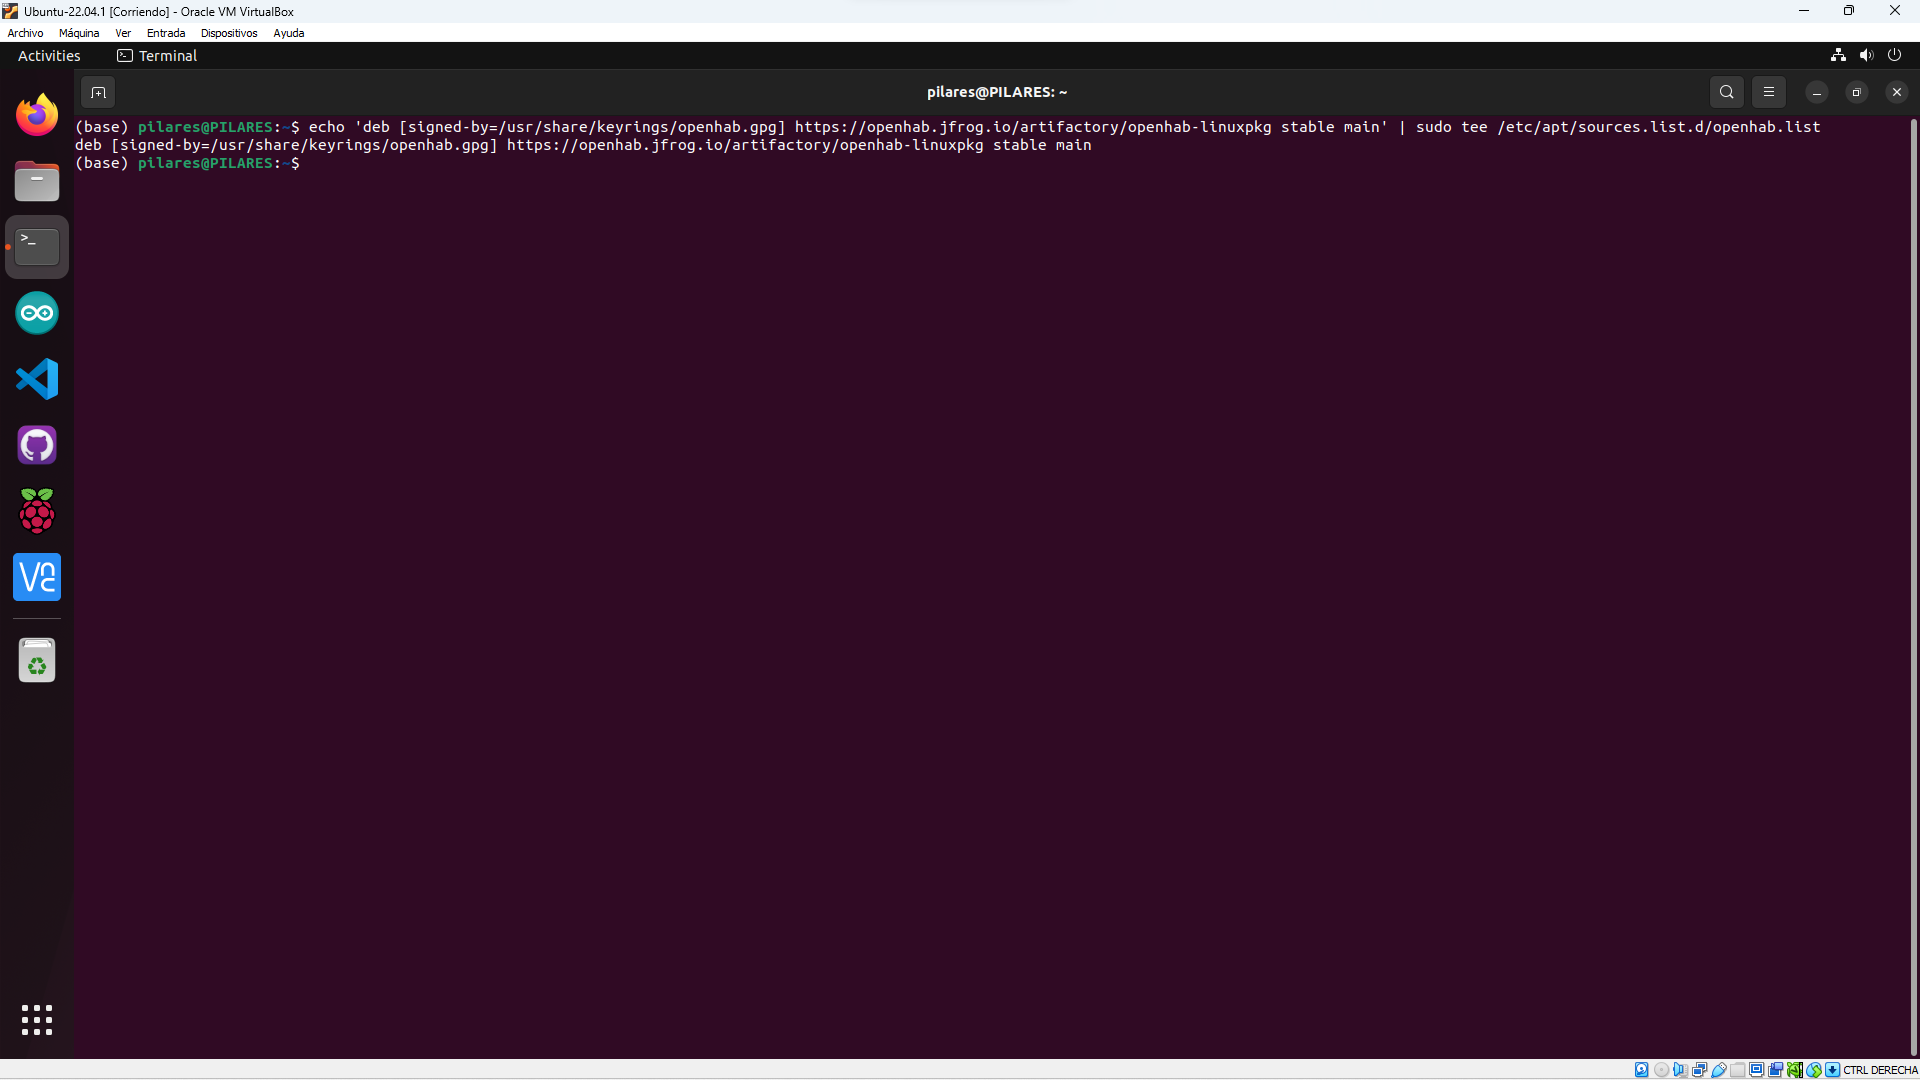 Ubuntu-22.04.1 [Corriendo] - Oracle VM VirtualBox
Archivo Máquina Ver Entrada Dispositivos Ayuda
Activities Terminal
pilares@PILARES: ~
(base) pilares@PILARES:~$ echo 'deb [signed-by=/usr/share/keyrings/openhab.gpg] https://openhab.jfrog.io/artifactory/openhab-linuxpkg stable main' | sudo tee /etc/apt/sources.list.d/openhab.list
deb [signed-by=/usr/share/keyrings/openhab.gpg] https://openhab.jfrog.io/artifactory/openhab-linuxpkg stable main
(base) pilares@PILARES:~$
CTRL DERECHA